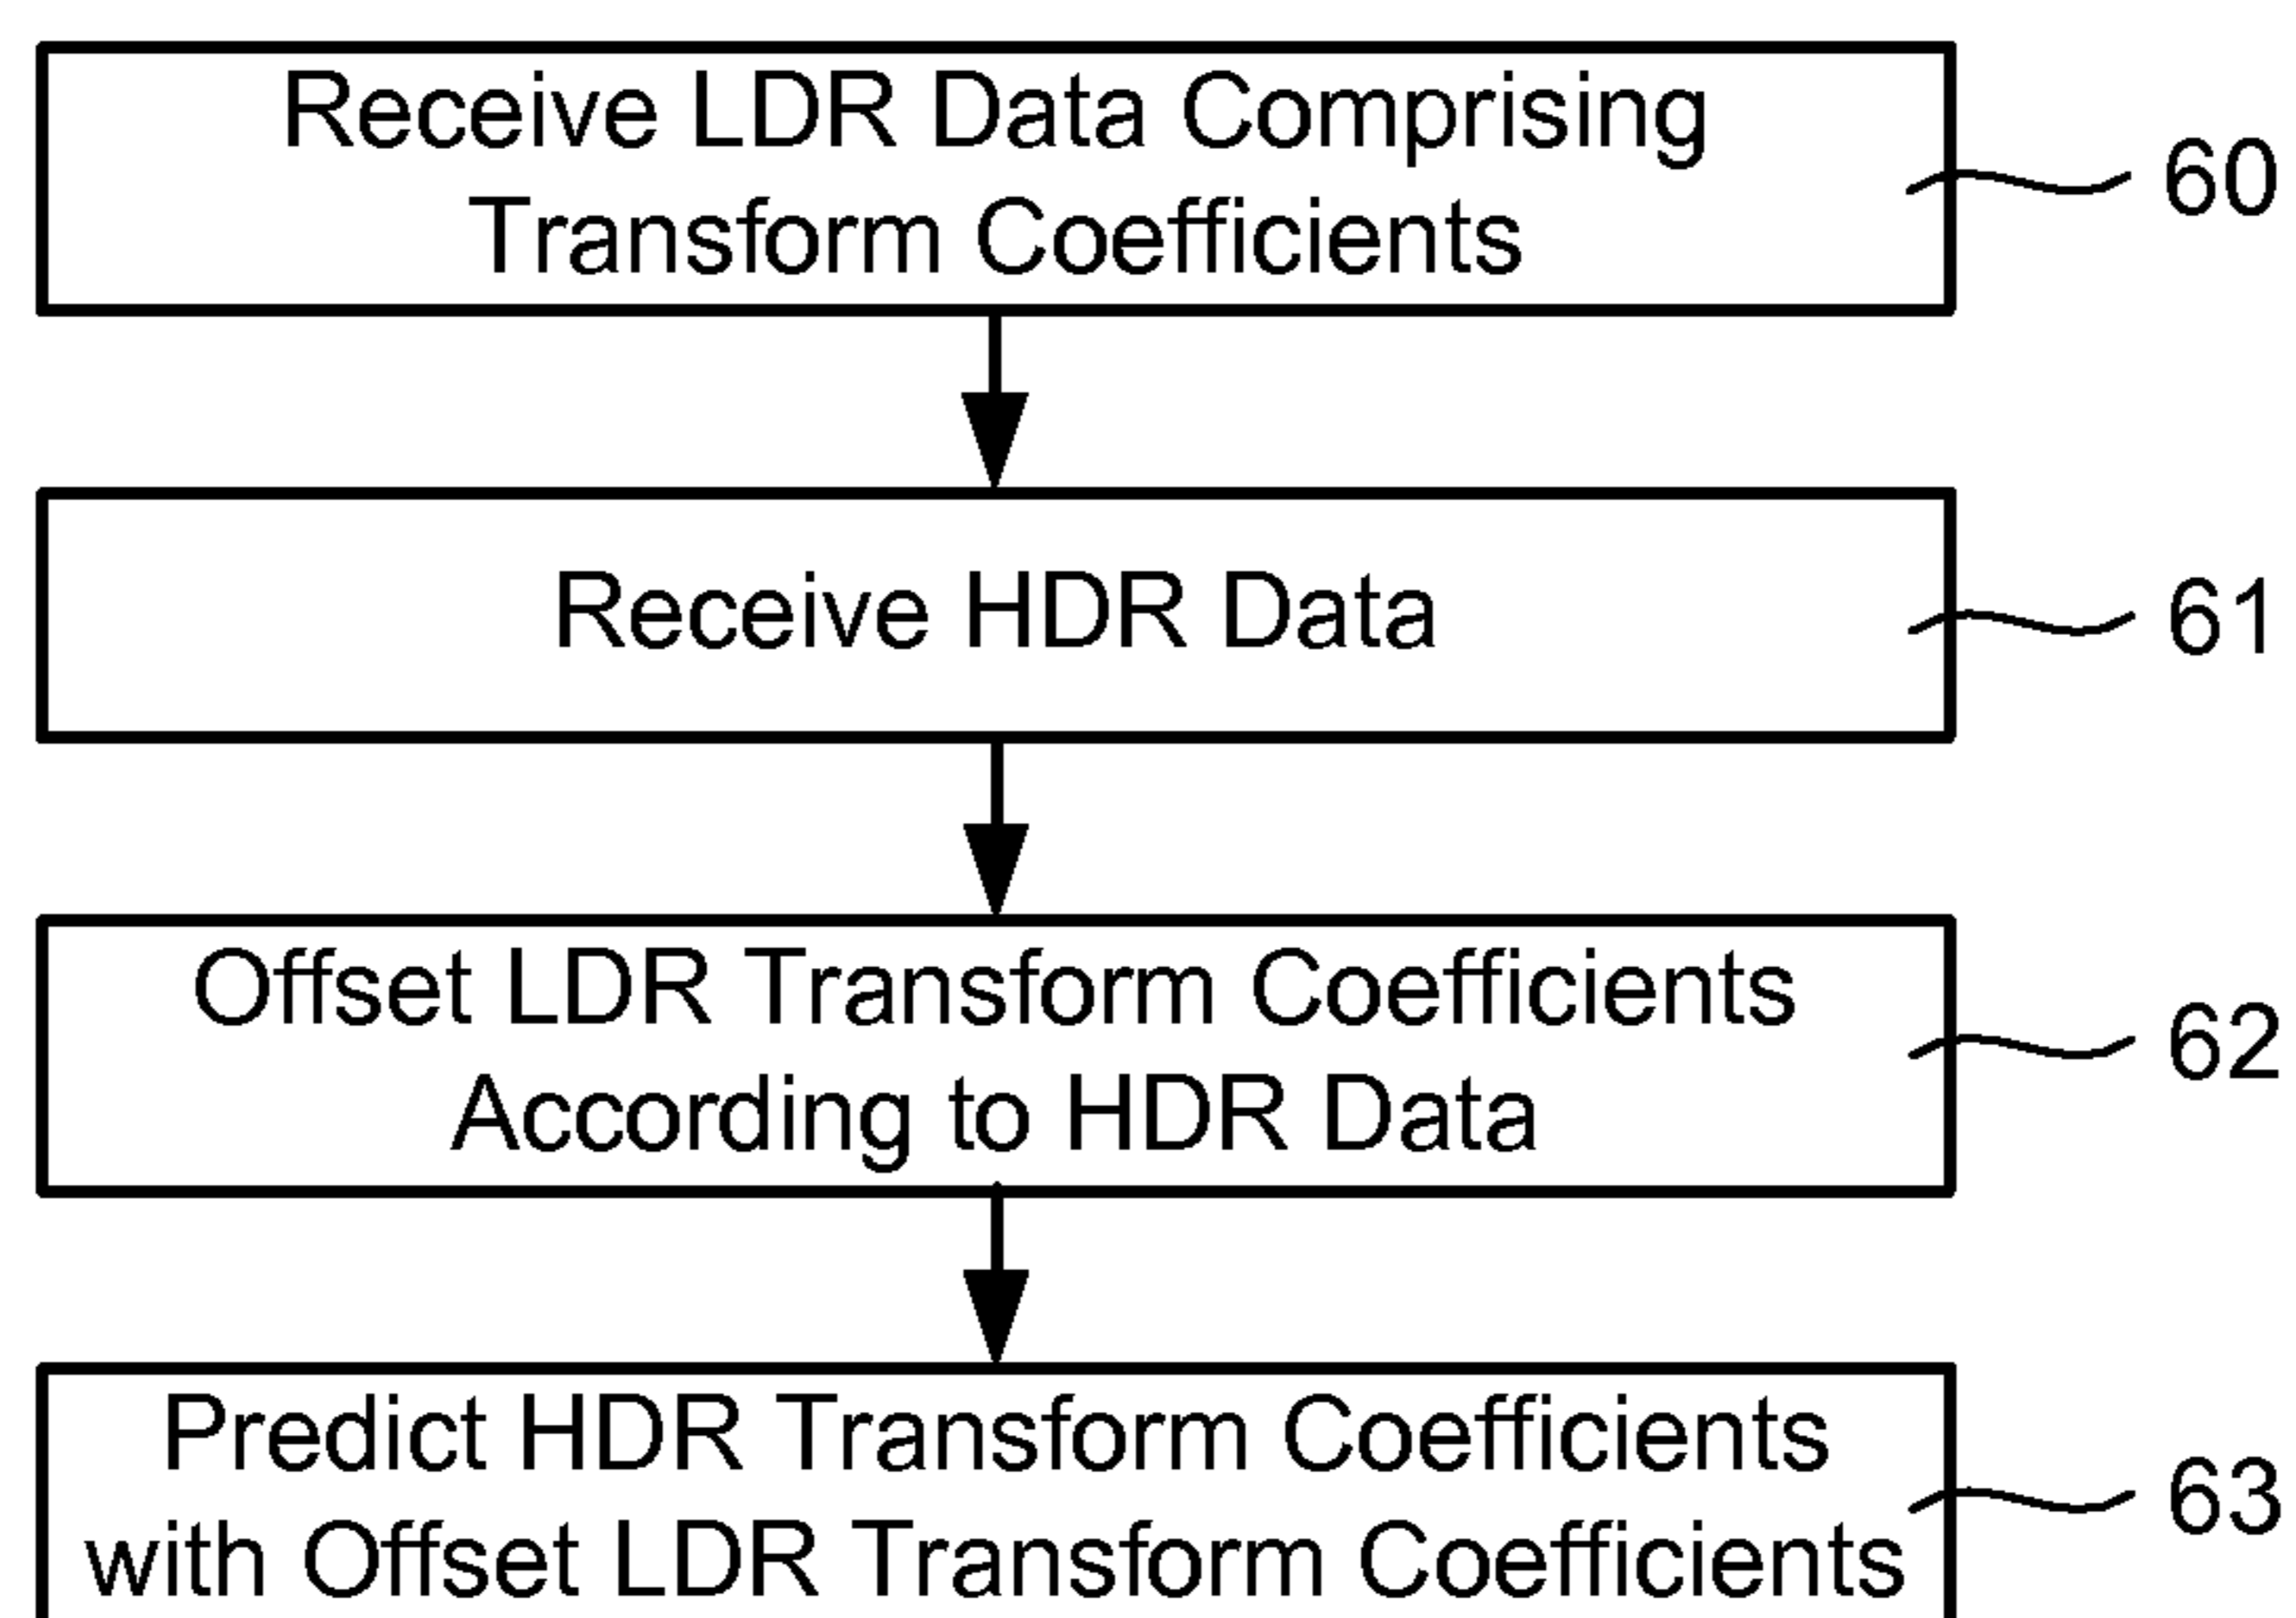 Receive LDR Data Comprising
Transform Coefficients
60
Receive HDR Data
61
Offset LDR Transform Coefficients
According to HDR Data
62
Predict HDR Transform Coefficients
with Offset LDR Transform Coefficients
63